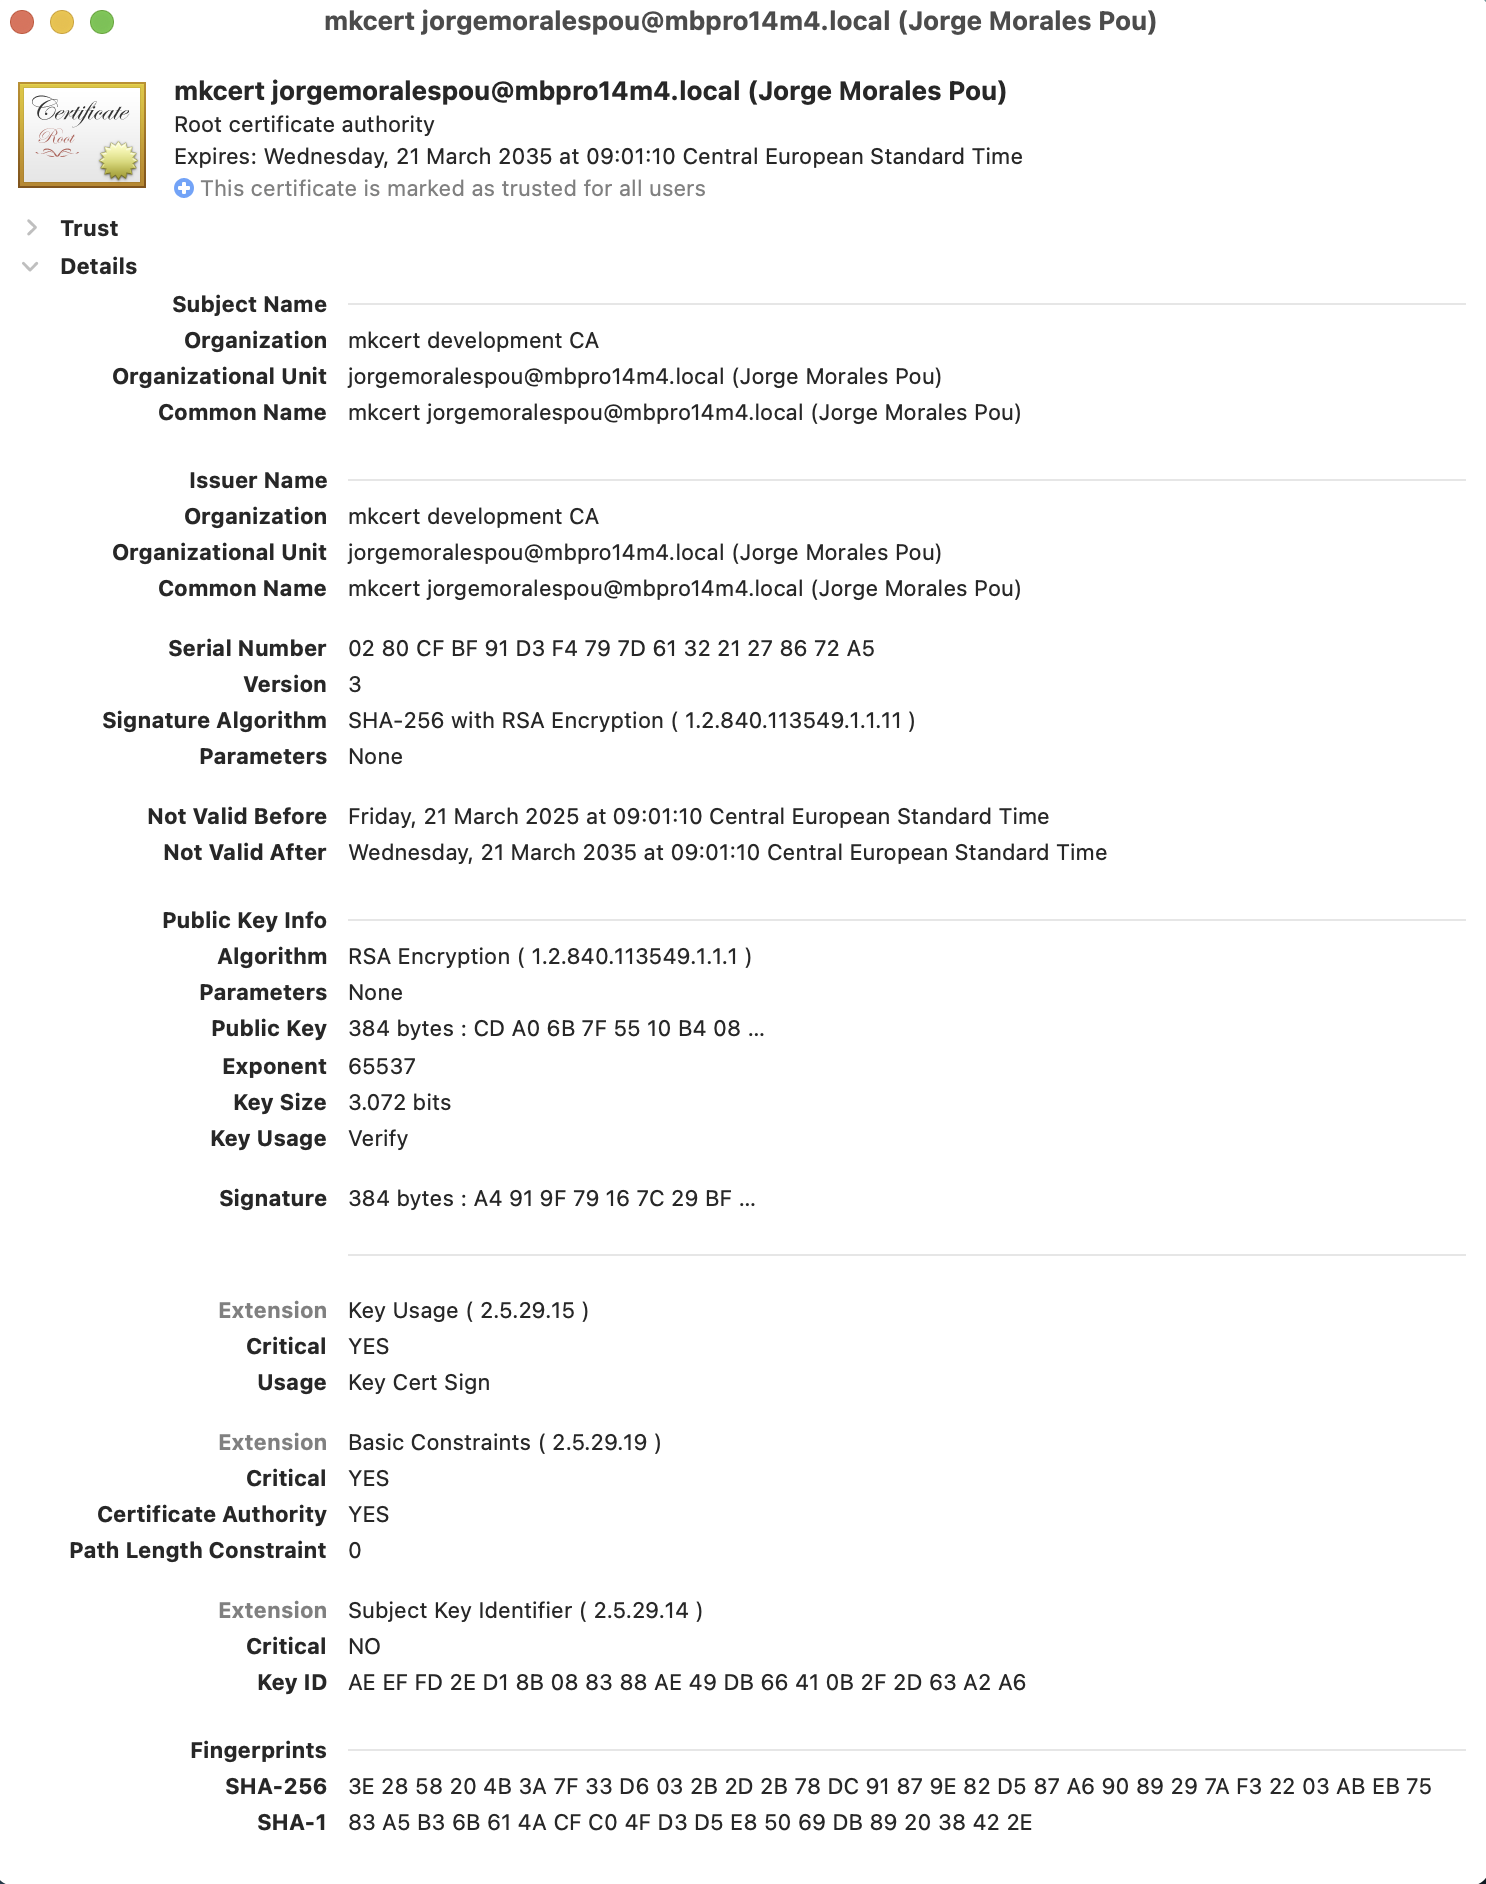 mkcert jorgemoralespou@mbpro14m4.local (Jorge Morales Pou)
Certificate
Root
mkcert jorgemoralespou@mbpro14m4.local (Jorge Morales Pou)
Root certificate authority
Expires: Wednesday, 21 March 2035 at 09:01:10 Central European Standard Time
This certificate is marked as trusted for all users
Trust
Details
Subject Name
Organization mkcert development CA
Organizational Unit jorgemoralespou@mbpro14m4.local (Jorge Morales Pou)
Common Name mkcert jorgemoralespou@mbpro14m4.local (Jorge Morales Pou)
Issuer Name
Organization mkcert development CA
Organizational Unit jorgemoralespou@mbpro14m4.local (Jorge Morales Pou)
Common Name mkcert jorgemoralespou@mbpro14m4.local (Jorge Morales Pou)
Serial Number 02 80 CF BF 91 D3 F4 79 7D 61 32 21 27 86 72 A5
Version 3
Signature Algorithm SHA-256 with RSA Encryption ( 1.2.840.113549.1.1.11 )
Parameters None
Not Valid Before Friday, 21 March 2025 at 09:01:10 Central European Standard Time
Not Valid After Wednesday, 21 March 2035 at 09:01:10 Central European Standard Time
Public Key Info
Algorithm RSA Encryption ( 1.2.840.113549.1.1.1 )
Parameters None
Public Key 384 bytes : CD A0 6B 7F 55 10 B4 08 ...
Exponent 65537
Key Size 3.072 bits
Key Usage Verify
Signature 384 bytes : A4 91 9F 79 16 7C 29 BF ...
Extension Key Usage ( 2.5.29.15 )
Critical YES
Usage Key Cert Sign
Extension Basic Constraints ( 2.5.29.19 )
Critical YES
Certificate Authority YES
Path Length Constraint 0
Extension Subject Key Identifier ( 2.5.29.14 )
Critical NO
Key ID AE EF FD 2E D1 8B 08 83 88 AE 49 DB 66 41 0B 2F 2D 63 A2 A6
Fingerprints
SHA-256 3E 28 58 20 4B 3A 7F 33 D6 03 2B 2D 2B 78 DC 91 87 9E 82 D5 87 A6 90 89 29 7A F3 22 03 AB EB 75
SHA-1 83 A5 B3 6B 61 4A CF C0 4F D3 D5 E8 50 69 DB 89 20 38 42 2E